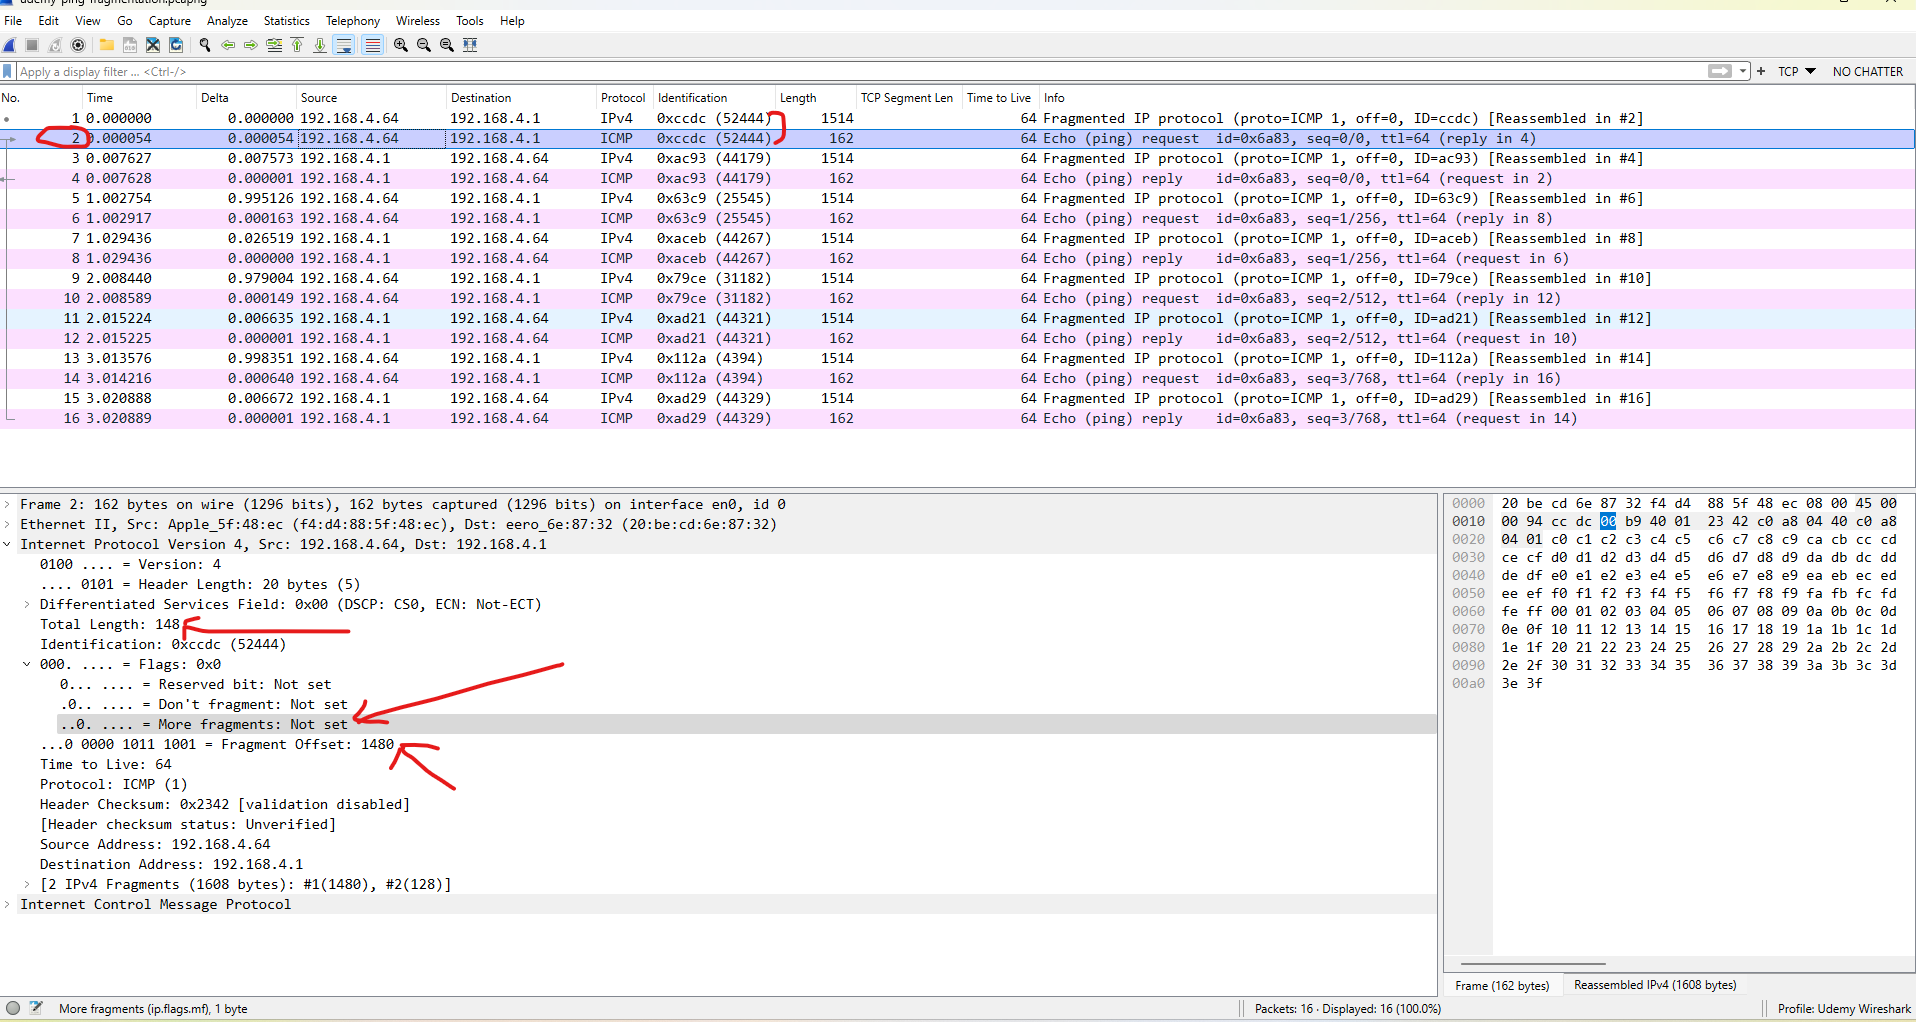 udemy-ping-fragmentation.pcapng
File Edit View Go Capture Analyze Statistics Telephony Wireless Tools Help
Apply a display filter ... <Ctrl-/> + TCP NO CHATTER
No. Time Delta Source Destination Protocol Identification Length TCP Segment Len Time to Live Info
1 0.000000 0.000000 192.168.4.64 192.168.4.1 IPv4 0xccdc (52444) 1514 64 Fragmented IP protocol (proto=ICMP 1, off=0, ID=ccdc) [Reassembled in #2]
2 0.000054 0.000054 192.168.4.64 192.168.4.1 ICMP 0xccdc (52444) 162 64 Echo (ping) request id=0x6a83, seq=0/0, ttl=64 (reply in 4)
3 0.007627 0.007573 192.168.4.1 192.168.4.64 IPv4 0xac93 (44179) 1514 64 Fragmented IP protocol (proto=ICMP 1, off=0, ID=ac93) [Reassembled in #4]
4 0.007628 0.000001 192.168.4.1 192.168.4.64 ICMP 0xac93 (44179) 162 64 Echo (ping) reply id=0x6a83, seq=0/0, ttl=64 (request in 2)
5 1.002754 0.995126 192.168.4.64 192.168.4.1 IPv4 0x63c9 (25545) 1514 64 Fragmented IP protocol (proto=ICMP 1, off=0, ID=63c9) [Reassembled in #6]
6 1.002917 0.000163 192.168.4.64 192.168.4.1 ICMP 0x63c9 (25545) 162 64 Echo (ping) request id=0x6a83, seq=1/256, ttl=64 (reply in 8)
7 1.029436 0.026519 192.168.4.1 192.168.4.64 IPv4 0xaceb (44267) 1514 64 Fragmented IP protocol (proto=ICMP 1, off=0, ID=aceb) [Reassembled in #8]
8 1.029436 0.000000 192.168.4.1 192.168.4.64 ICMP 0xaceb (44267) 162 64 Echo (ping) reply id=0x6a83, seq=1/256, ttl=64 (request in 6)
9 2.008440 0.979004 192.168.4.64 192.168.4.1 IPv4 0x79ce (31182) 1514 64 Fragmented IP protocol (proto=ICMP 1, off=0, ID=79ce) [Reassembled in #10]
10 2.008589 0.000149 192.168.4.64 192.168.4.1 ICMP 0x79ce (31182) 162 64 Echo (ping) request id=0x6a83, seq=2/512, ttl=64 (reply in 12)
11 2.015224 0.006635 192.168.4.1 192.168.4.64 IPv4 0xad21 (44321) 1514 64 Fragmented IP protocol (proto=ICMP 1, off=0, ID=ad21) [Reassembled in #12]
12 2.015225 0.000001 192.168.4.1 192.168.4.64 ICMP 0xad21 (44321) 162 64 Echo (ping) reply id=0x6a83, seq=2/512, ttl=64 (request in 10)
13 3.013576 0.998351 192.168.4.64 192.168.4.1 IPv4 0x112a (4394) 1514 64 Fragmented IP protocol (proto=ICMP 1, off=0, ID=112a) [Reassembled in #14]
14 3.014216 0.000640 192.168.4.64 192.168.4.1 ICMP 0x112a (4394) 162 64 Echo (ping) request id=0x6a83, seq=3/768, ttl=64 (reply in 16)
15 3.020888 0.006672 192.168.4.1 192.168.4.64 IPv4 0xad29 (44329) 1514 64 Fragmented IP protocol (proto=ICMP 1, off=0, ID=ad29) [Reassembled in #16]
16 3.020889 0.000001 192.168.4.1 192.168.4.64 ICMP 0xad29 (44329) 162 64 Echo (ping) reply id=0x6a83, seq=3/768, ttl=64 (request in 14)
Frame 2: 162 bytes on wire (1296 bits), 162 bytes captured (1296 bits) on interface en0, id 0
Ethernet II, Src: Apple_5f:48:ec (f4:d4:88:5f:48:ec), Dst: eero_6e:87:32 (20:be:cd:6e:87:32)
Internet Protocol Version 4, Src: 192.168.4.64, Dst: 192.168.4.1
0100 .... = Version: 4
.... 0101 = Header Length: 20 bytes (5)
Differentiated Services Field: 0x00 (DSCP: CS0, ECN: Not-ECT)
Total Length: 148
Identification: 0xccdc (52444)
000. .... = Flags: 0x0
0... .... = Reserved bit: Not set
.0.. .... = Don't fragment: Not set
..0. .... = More fragments: Not set
...0 0000 1011 1001 = Fragment Offset: 1480
Time to Live: 64
Protocol: ICMP (1)
Header Checksum: 0x2342 [validation disabled]
[Header checksum status: Unverified]
Source Address: 192.168.4.64
Destination Address: 192.168.4.1
[2 IPv4 Fragments (1608 bytes): #1(1480), #2(128)]
Internet Control Message Protocol
0000 20 be cd 6e 87 32 f4 d4 88 5f 48 ec 08 00 45 00
0010 00 94 cc dc 00 b9 40 01 23 42 c0 a8 04 40 c0 a8
0020 04 01 c0 c1 c2 c3 c4 c5 c6 c7 c8 c9 ca cb cc cd
0030 ce cf d0 d1 d2 d3 d4 d5 d6 d7 d8 d9 da db dc dd
0040 de df e0 e1 e2 e3 e4 e5 e6 e7 e8 e9 ea eb ec ed
0050 ee ef f0 f1 f2 f3 f4 f5 f6 f7 f8 f9 fa fb fc fd
0060 fe ff 00 01 02 03 04 05 06 07 08 09 0a 0b 0c 0d
0070 0e 0f 10 11 12 13 14 15 16 17 18 19 1a 1b 1c 1d
0080 1e 1f 20 21 22 23 24 25 26 27 28 29 2a 2b 2c 2d
0090 2e 2f 30 31 32 33 34 35 36 37 38 39 3a 3b 3c 3d
00a0 3e 3f
Frame (162 bytes) Reassembled IPv4 (1608 bytes)
More fragments (ip.flags.mf), 1 byte Packets: 16 · Displayed: 16 (100.0%) Profile: Udemy Wireshark